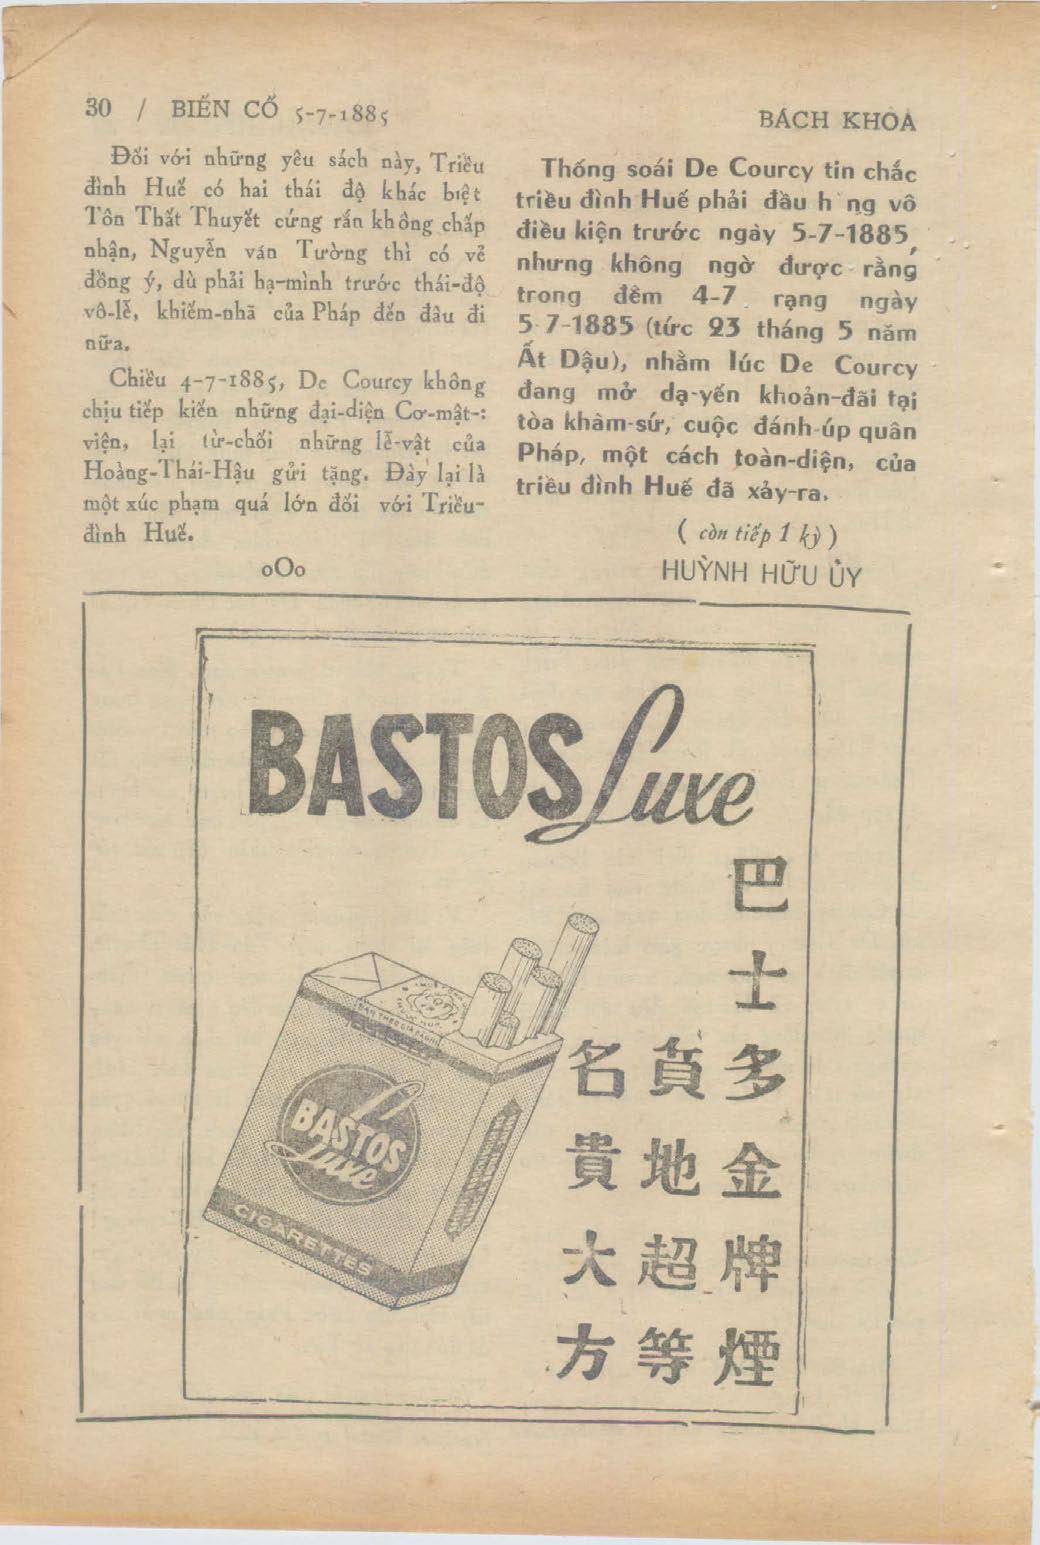 30 / BIẾN CỐ 5-7-1885
BÁCH KHOA
Đối với những yêu sách này, Triều
đình Huế có hai thái độ khác biệt
Tôn Thất Thuyết cứng rắn không chấp
nhận, Nguyễn văn Tường thì có vẻ
đồng ý, dù phải hạ-mình trước thái-độ
vô-lễ, khiếm-nhã của Pháp đến đâu đi
nữa.
Chiều 4-7-1885, De Courcy không
chịu tiếp kiến những đại-diện Cơ-mật-:
viện, lại từ-chối những lễ-vật của
Hoàng-Thái-Hậu gửi tặng. Đây lại là
một xúc phạm quá lớn đối với Triều-
đình Huế.
oOo
Thống soái De Courcy tin chắc
triều đình Huế phải đầu h ng vô
điều kiện trước ngày 5-7-1885,
nhưng không ngờ được rằng
trong đêm 4-7 rạng ngày
5-7-1885 (tức 23 tháng 5 năm
Ất Dậu), nhằm lúc De Courcy
đang mở dạ-yến khoản-đãi tại
tòa khâm-sứ, cuộc đánh-úp quân
Pháp, một cách toàn-diện, của
triều đình Huế đã xảy-ra.
( còn tiếp 1 kỳ )
HUỲNH HỮU ỦY
BASTOS Luxe
巴士多金牌煙
貭地超等
名貴大方
BASTOS
Luxe
CIGARETTES